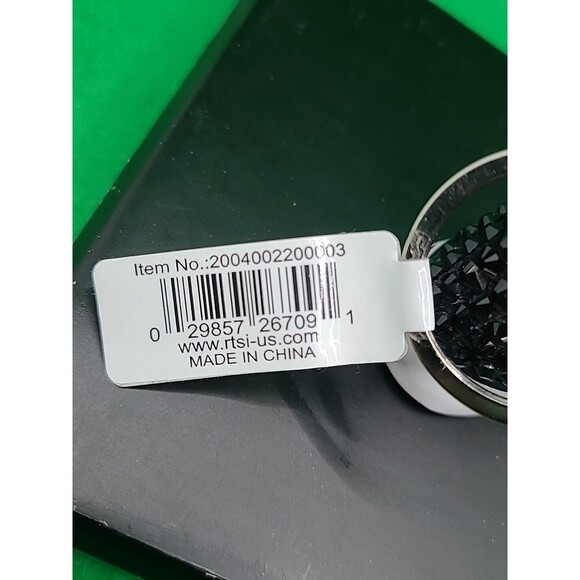 Item No.:2004002200003
0 29857 26709 1
www.rtsi-us.com
MADE IN CHINA